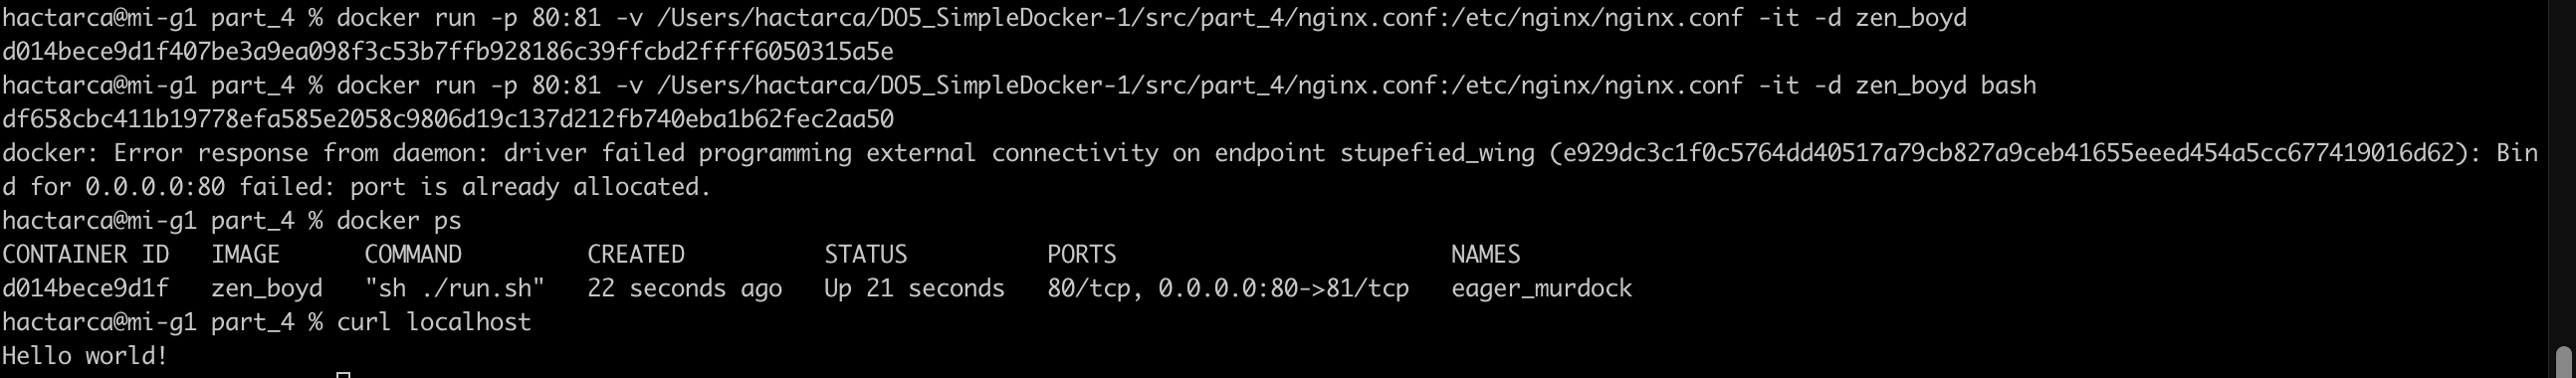 hactarca@mi-g1 part_4 % docker run -p 80:81 -v /Users/hactarca/DO5_SimpleDocker-1/src/part_4/nginx.conf:/etc/nginx/nginx.conf -it -d zen_boyd
d014bece9d1f407be3a9ea098f3c53b7ffb928186c39ffcbd2ffff6050315a5e
hactarca@mi-g1 part_4 % docker run -p 80:81 -v /Users/hactarca/DO5_SimpleDocker-1/src/part_4/nginx.conf:/etc/nginx/nginx.conf -it -d zen_boyd bash
df658cbc411b19778efa585e2058c9806d19c137d212fb740eba1b62fec2aa50
docker: Error response from daemon: driver failed programming external connectivity on endpoint stupefied_wing (e929dc3c1f0c5764dd40517a79cb827a9ceb41655eeed454a5cc677419016d62): Bin
d for 0.0.0.0:80 failed: port is already allocated.
hactarca@mi-g1 part_4 % docker ps
CONTAINER ID   IMAGE      COMMAND         CREATED          STATUS          PORTS                        NAMES
d014bece9d1f   zen_boyd   "sh ./run.sh"   22 seconds ago   Up 21 seconds   80/tcp, 0.0.0.0:80->81/tcp   eager_murdock
hactarca@mi-g1 part_4 % curl localhost
Hello world!